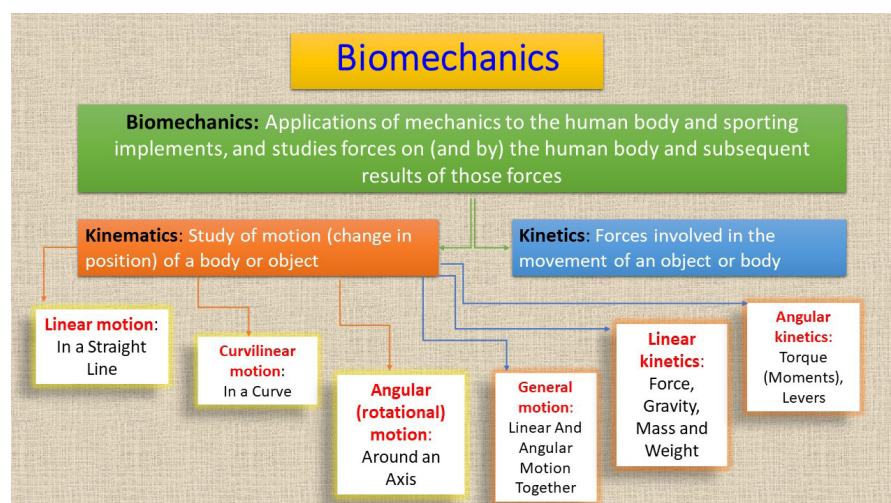 Biomechanics
Biomechanics: Applications of mechanics to the human body and sporting
implements, and studies forces on (and by) the human body and subsequent
results of those forces
Kinematics: Study of motion (change in
position) of a body or object
Kinetics: Forces involved in the
movement of an object or body
Linear motion:
In a Straight
Line
Curvilinear
motion:
In a Curve
Angular
(rotational)
motion:
Around an
Axis
General
motion:
Linear And
Angular
Motion
Together
Linear
kinetics:
Force,
Gravity,
Mass and
Weight
Angular
kinetics:
Torque
(Moments),
Levers